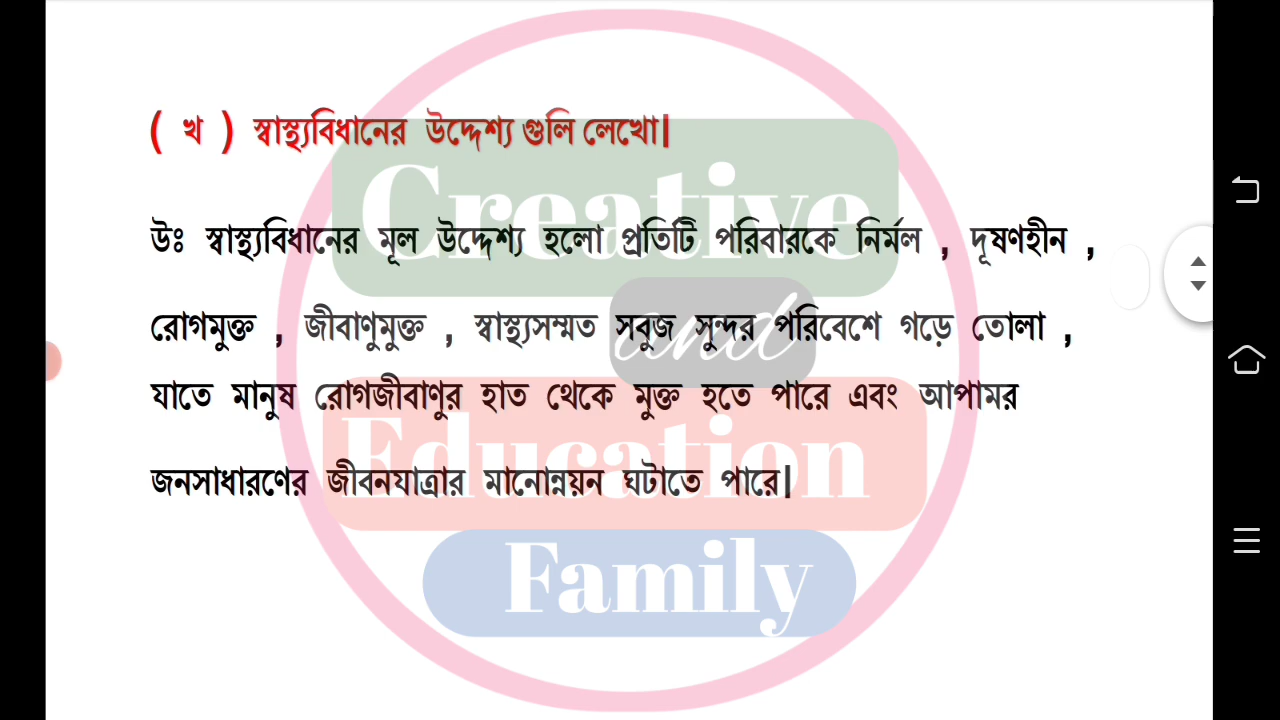 ( খ ) স্বাস্থ্যবিধানের উদ্দেশ্য গুলি লেখো।
উঃ স্বাস্থ্যবিধানের মূল উদ্দেশ্য হলো প্রতিটি পরিবারকে নির্মল , দূষণহীন ,
রোগমুক্ত , জীবাণুমুক্ত , স্বাস্থ্যসম্মত সবুজ সুন্দর পরিবেশে গড়ে তোলা ,
যাতে মানুষ রোগজীবাণুর হাত থেকে মুক্ত হতে পারে এবং আপামর
জনসাধারণের জীবনযাত্রার মানোন্নয়ন ঘটাতে পারে।
Creative
and
Education
Family